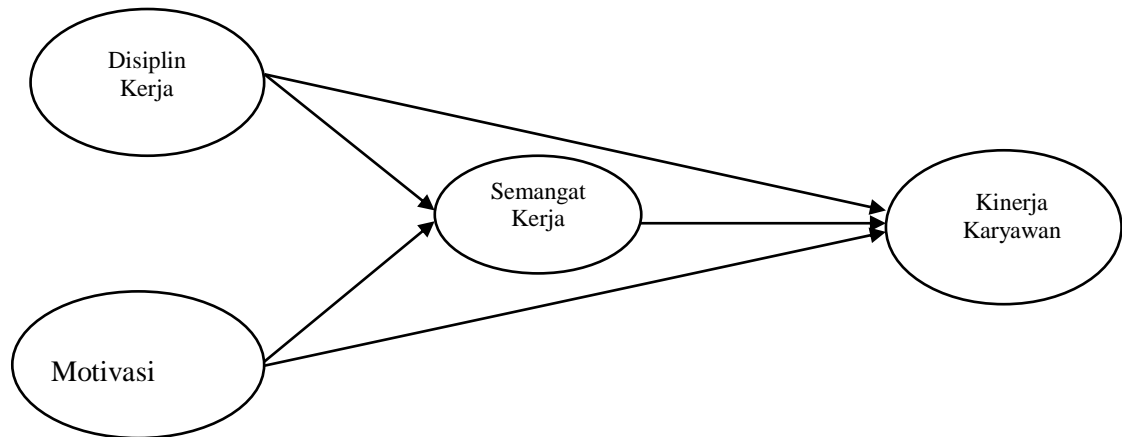 Disiplin
Kerja
Semangat
Kerja
Kinerja
Karyawan
Motivasi